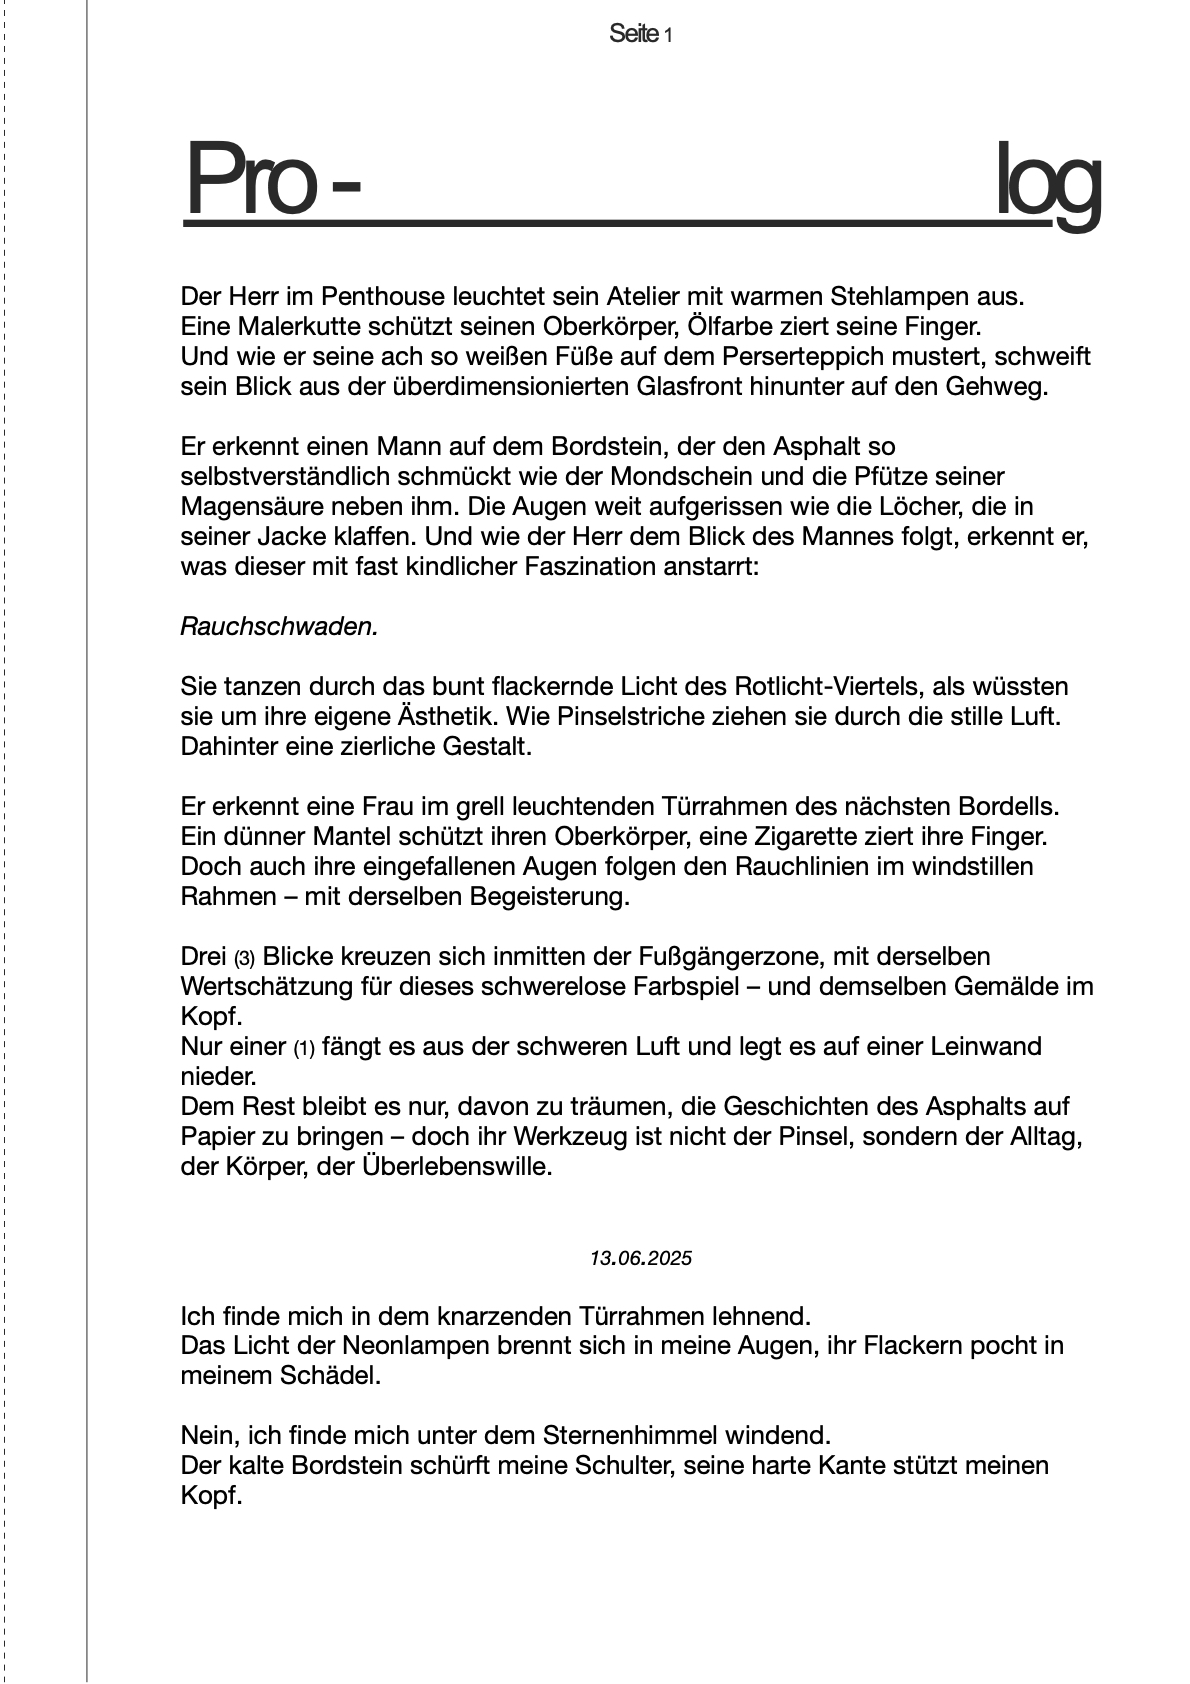 Seite 1
Pro - log
Der Herr im Penthouse leuchtet sein Atelier mit warmen Stehlampen aus.
Eine Malerkutte schützt seinen Oberkörper, Ölfarbe ziert seine Finger.
Und wie er seine ach so weißen Füße auf dem Perserteppich mustert, schweift
sein Blick aus der überdimensionierten Glasfront hinunter auf den Gehweg.
Er erkennt einen Mann auf dem Bordstein, der den Asphalt so
selbstverständlich schmückt wie der Mondschein und die Pfütze seiner
Magensäure neben ihm. Die Augen weit aufgerissen wie die Löcher, die in
seiner Jacke klaffen. Und wie der Herr dem Blick des Mannes folgt, erkennt er,
was dieser mit fast kindlicher Faszination anstarrt:
Rauchschwaden.
Sie tanzen durch das bunt flackernde Licht des Rotlicht-Viertels, als wüssten
sie um ihre eigene Ästhetik. Wie Pinselstriche ziehen sie durch die stille Luft.
Dahinter eine zierliche Gestalt.
Er erkennt eine Frau im grell leuchtenden Türrahmen des nächsten Bordells.
Ein dünner Mantel schützt ihren Oberkörper, eine Zigarette ziert ihre Finger.
Doch auch ihre eingefallenen Augen folgen den Rauchlinien im windstillen
Rahmen – mit derselben Begeisterung.
Drei (3) Blicke kreuzen sich inmitten der Fußgängerzone, mit derselben
Wertschätzung für dieses schwerelose Farbspiel – und demselben Gemälde im
Kopf.
Nur einer (1) fängt es aus der schweren Luft und legt es auf einer Leinwand
nieder.
Dem Rest bleibt es nur, davon zu träumen, die Geschichten des Asphalts auf
Papier zu bringen – doch ihr Werkzeug ist nicht der Pinsel, sondern der Alltag,
der Körper, der Überlebenswille.
13.06.2025
Ich finde mich in dem knarzenden Türrahmen lehnend.
Das Licht der Neonlampen brennt sich in meine Augen, ihr Flackern pocht in
meinem Schädel.
Nein, ich finde mich unter dem Sternenhimmel windend.
Der kalte Bordstein schürft meine Schulter, seine harte Kante stützt meinen
Kopf.